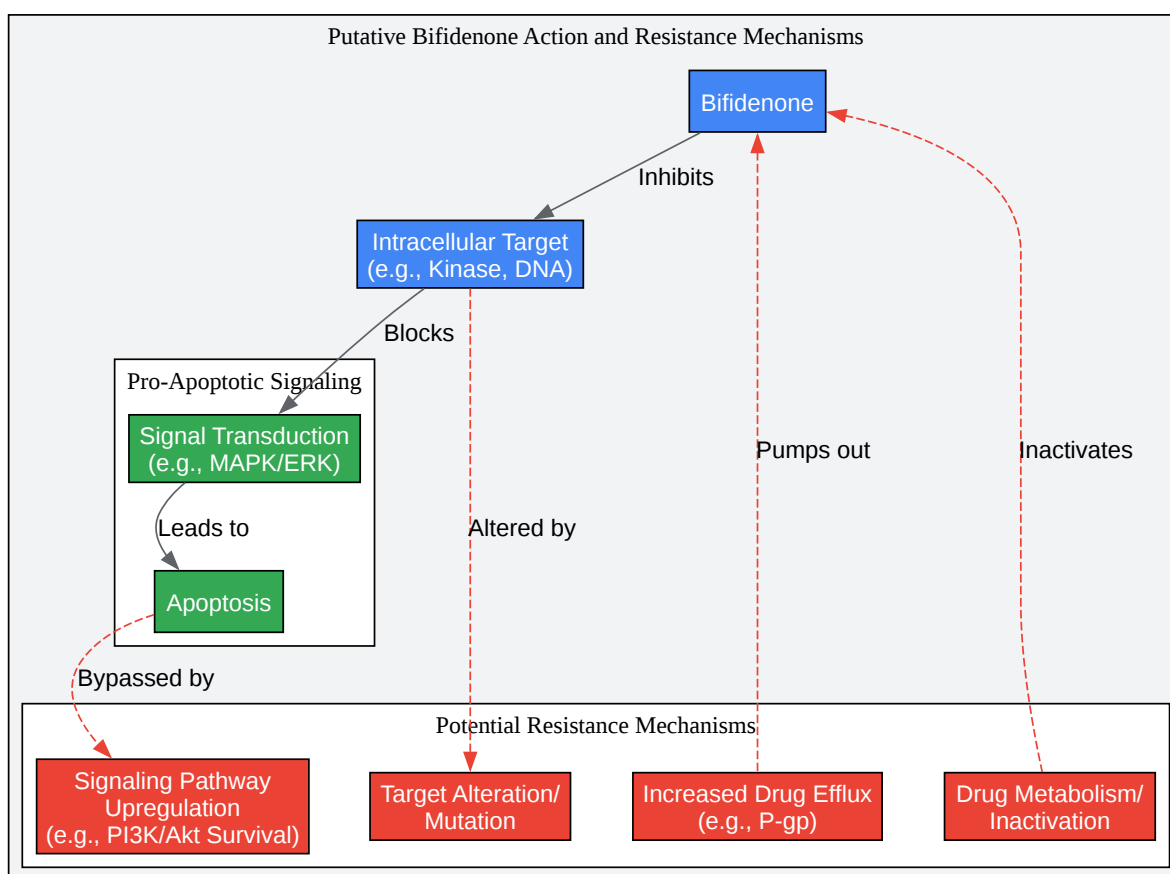 Putative Bifidenone Action and Resistance Mechanisms
Bifidenone
Inhibits
Intracellular Target
(e.g., Kinase, DNA)
Blocks
Pro-Apoptotic Signaling
Signal Transduction
(e.g., MAPK/ERK)
Pumps out
Inactivates
Leads to
Altered by
Apoptosis
Bypassed by
Potential Resistance Mechanisms
Signaling Pathway
Upregulation
(e.g., PI3K/Akt Survival)
Target Alteration/
Mutation
Increased Drug Efflux
(e.g., P-gp)
Drug Metabolism/
Inactivation